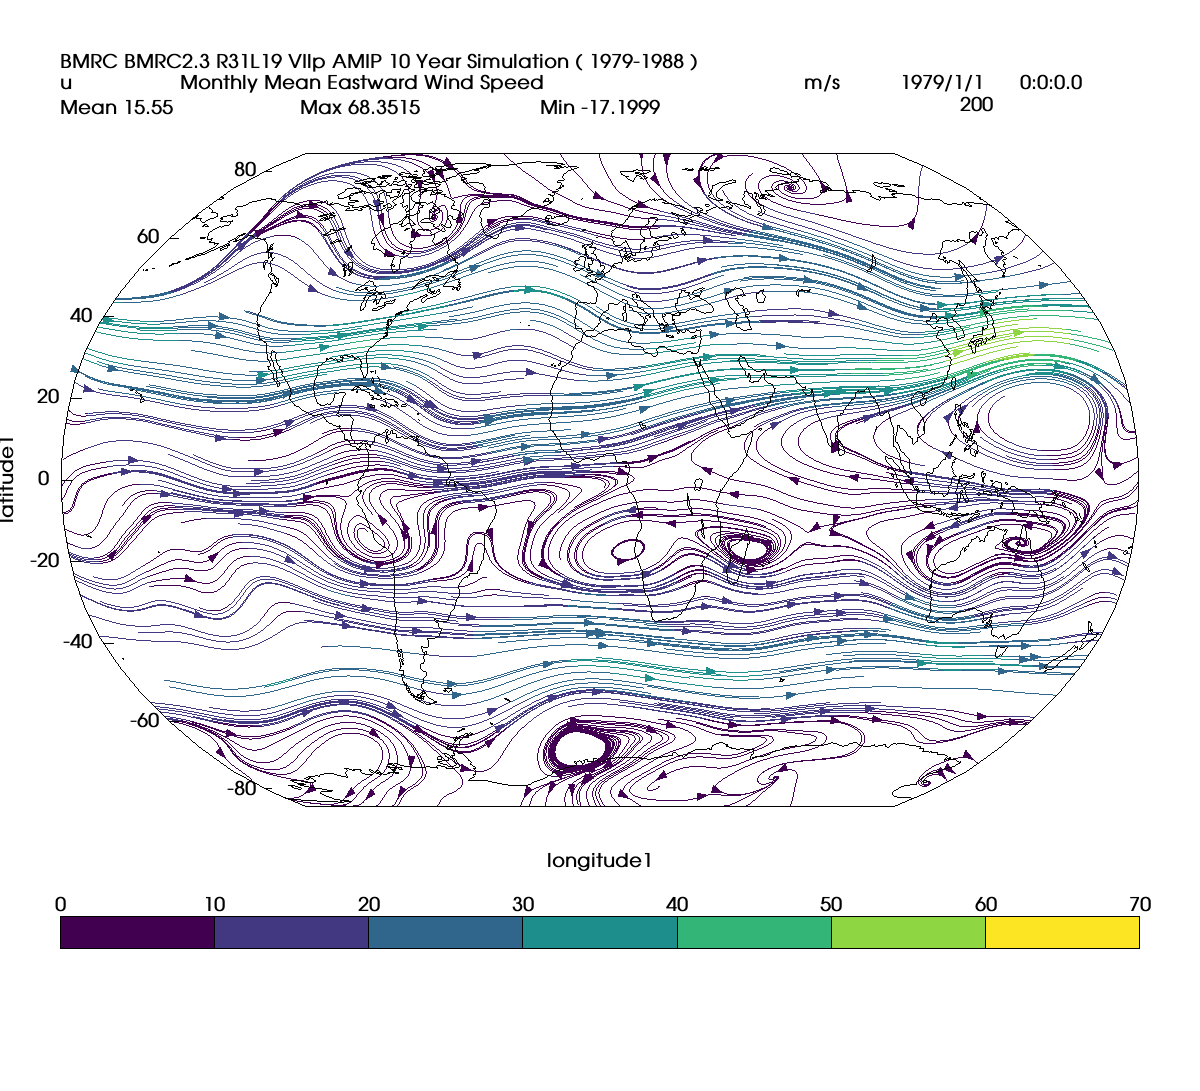 BMRC BMRC2.3 R31L19 VIIp AMIP 10 Year Simulation ( 1979-1988 )
u Monthly Mean Eastward Wind Speed m/s 1979/1/1 0:0:0.0
Mean 15.55 Max 68.3515 Min -17.1999 200
80
60
40
20
0
-20
-40
-60
-80
latitude1
longitude1
0 10 20 30 40 50 60 70